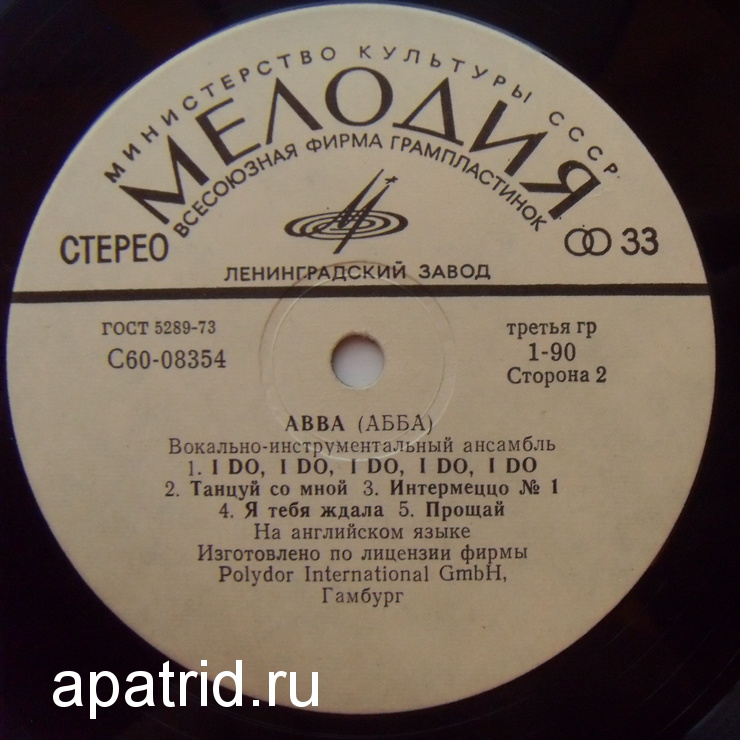 МИНИСТЕРСТВО КУЛЬТУРЫ СССР
МЕЛОДИЯ
ВСЕСОЮЗНАЯ ФИРМА ГРАМПЛАСТИНОК
СТЕРЕО
33
ЛЕНИНГРАДСКИЙ ЗАВОД
ГОСТ 5289-73
третья гр
С60-08354
1-90
Сторона 2
ABBA (АББА)
Вокально-инструментальный ансамбль
1. I DO, I DO, I DO, I DO, I DO
2. Танцуй со мной 3. Интермеццо № 1
4. Я тебя ждала 5. Прощай
На английском языке
Изготовлено по лицензии фирмы
Polydor International GmbH,
Гамбург
apatrid.ru